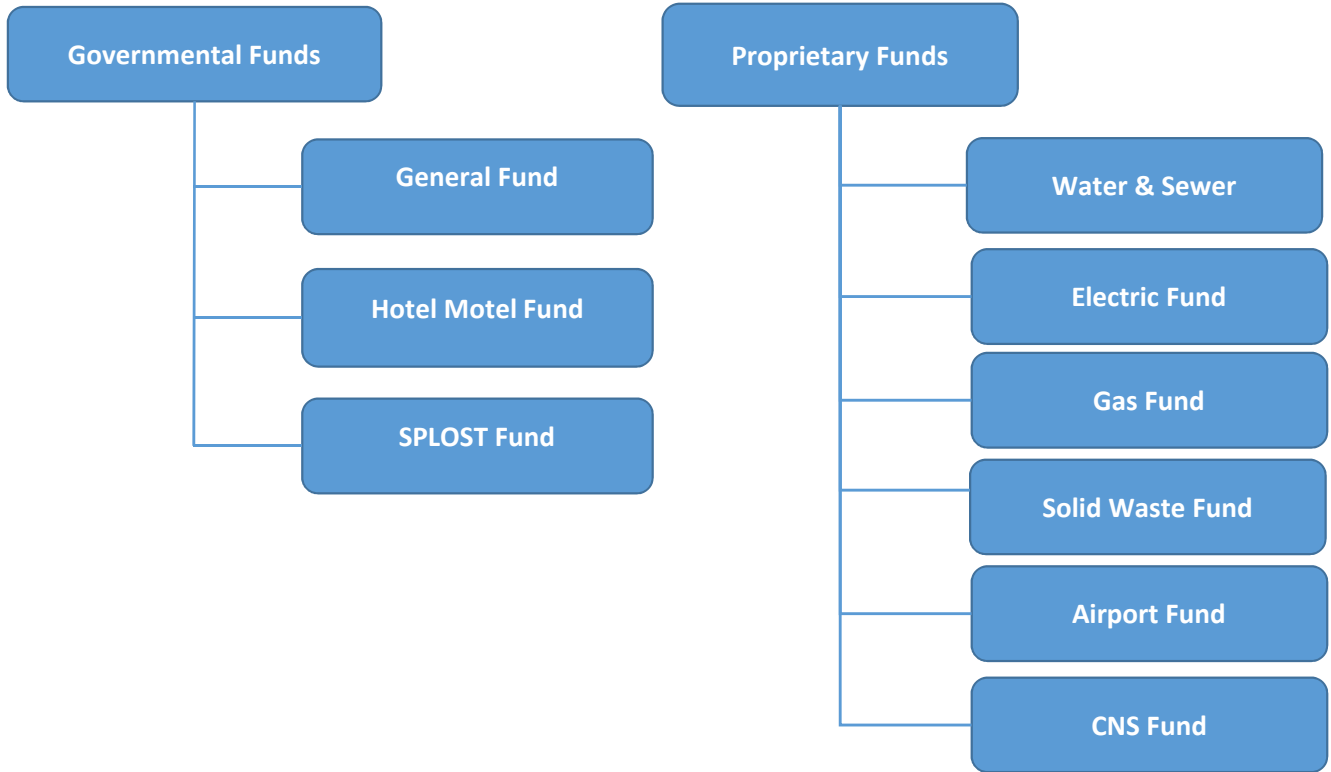 Governmental Funds
General Fund
Hotel Motel Fund
SPLOST Fund
Proprietary Funds
Water & Sewer
Electric Fund
Gas Fund
Solid Waste Fund
Airport Fund
CNS Fund